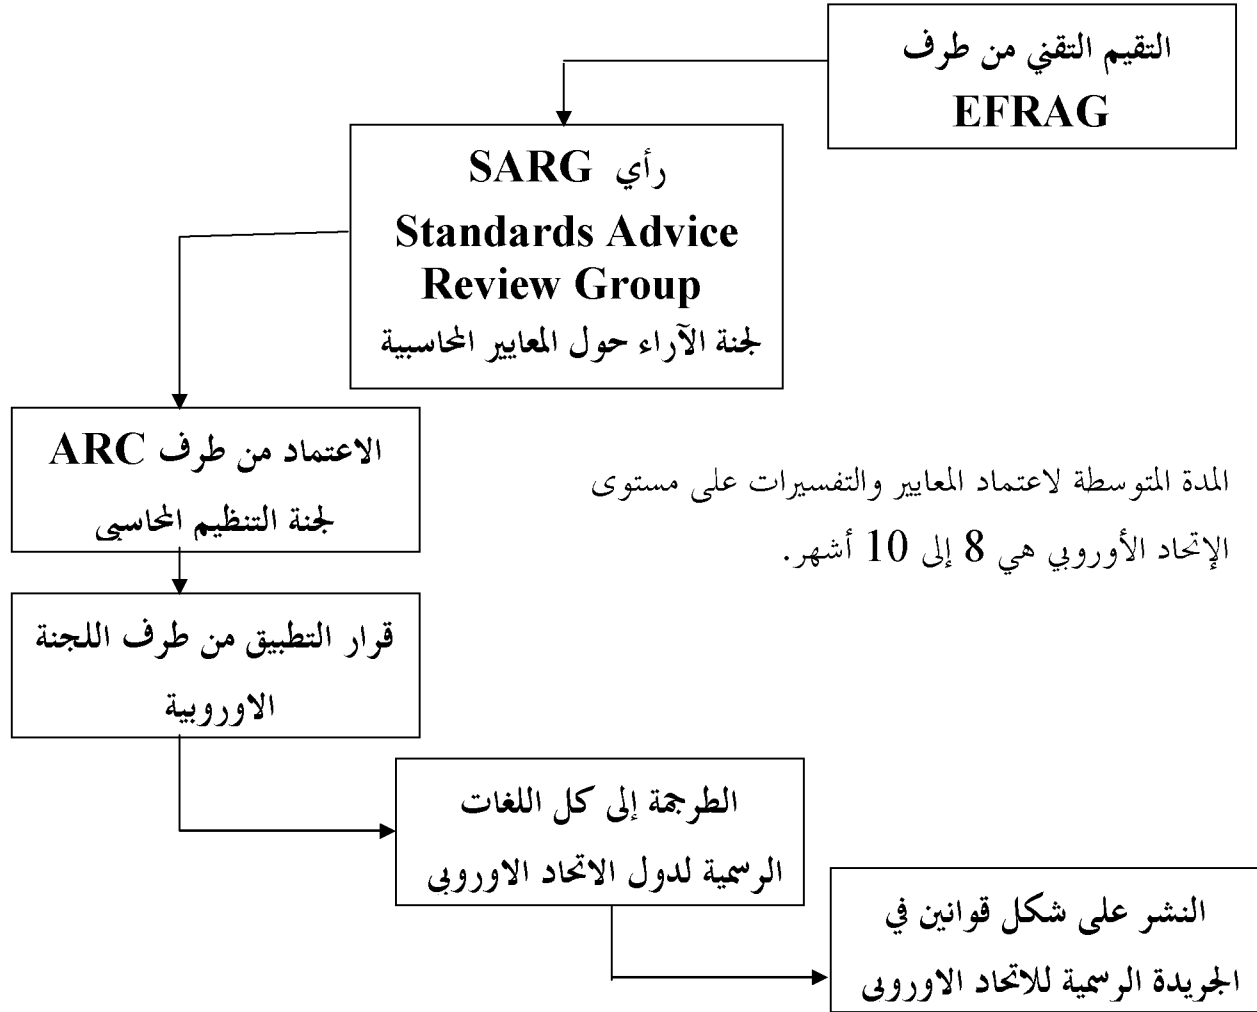 التقيم التقني من طرف
EFRAG
رأي SARG
Standards Advice
Review Group
لجنة الآراء حول المعايير المحاسبية
الاعتماد من طرف ARC
لجنة التنظيم المحاسبي
المدة المتوسطة لاعتماد المعايير والتفسيرات على مستوى
الإتحاد الأوروبي هي 8 إلى 10 أشهر.
قرار التطبيق من طرف اللجنة
الاوروبية
الطرجمة إلى كل اللغات
الرسمية لدول الاتحاد الاوروبي
النشر على شكل قوانين في
الجريدة الرسمية للاتحاد الاوروبي